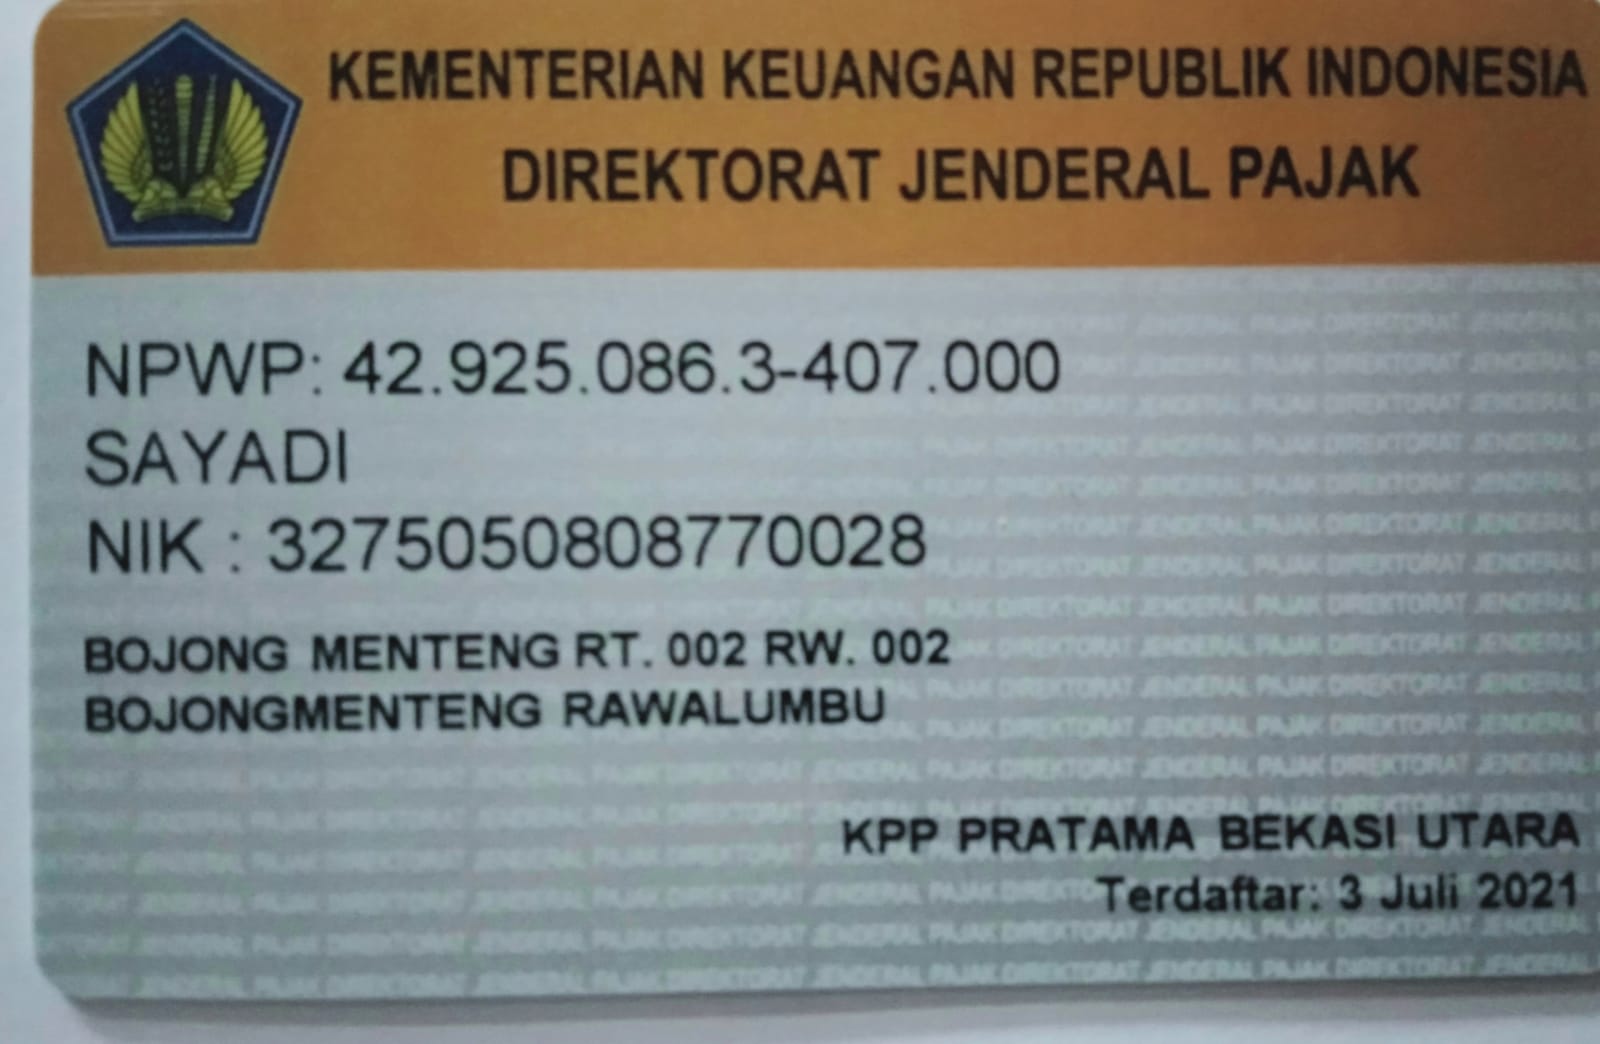 KEMENTERIAN KEUANGAN REPUBLIK INDONESIA
DIREKTORAT JENDERAL PAJAK
NPWP: 42.925.086.3-407.000
SAYADI
NIK : 3275050808770028
BOJONG MENTENG RT. 002 RW. 002
BOJONGMENTENG RAWALUMBU
KPP PRATAMA BEKASI UTARA
Terdaftar: 3 Juli 2021